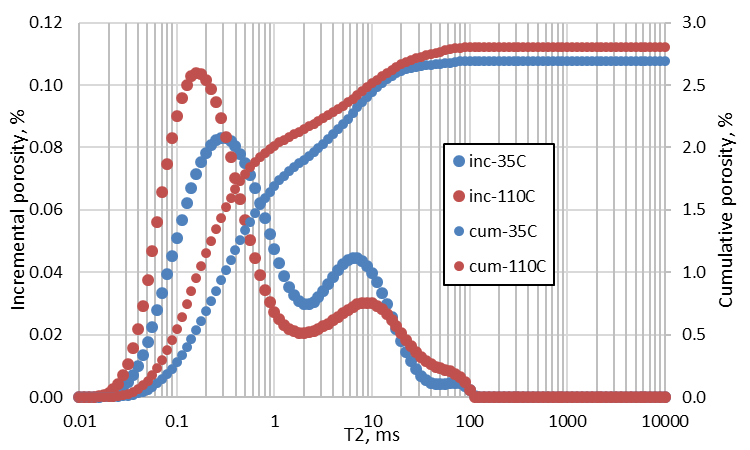 0.12
0.10
0.08
0.06
0.04
0.02
0.00
Incremental porosity, %
3.0
2.5
2.0
1.5
1.0
0.5
0.0
Cumulative porosity, %
inc-35C
inc-110C
cum-35C
cum-110C
0.01 0.1 1 10 100 1000 10000
T2, ms